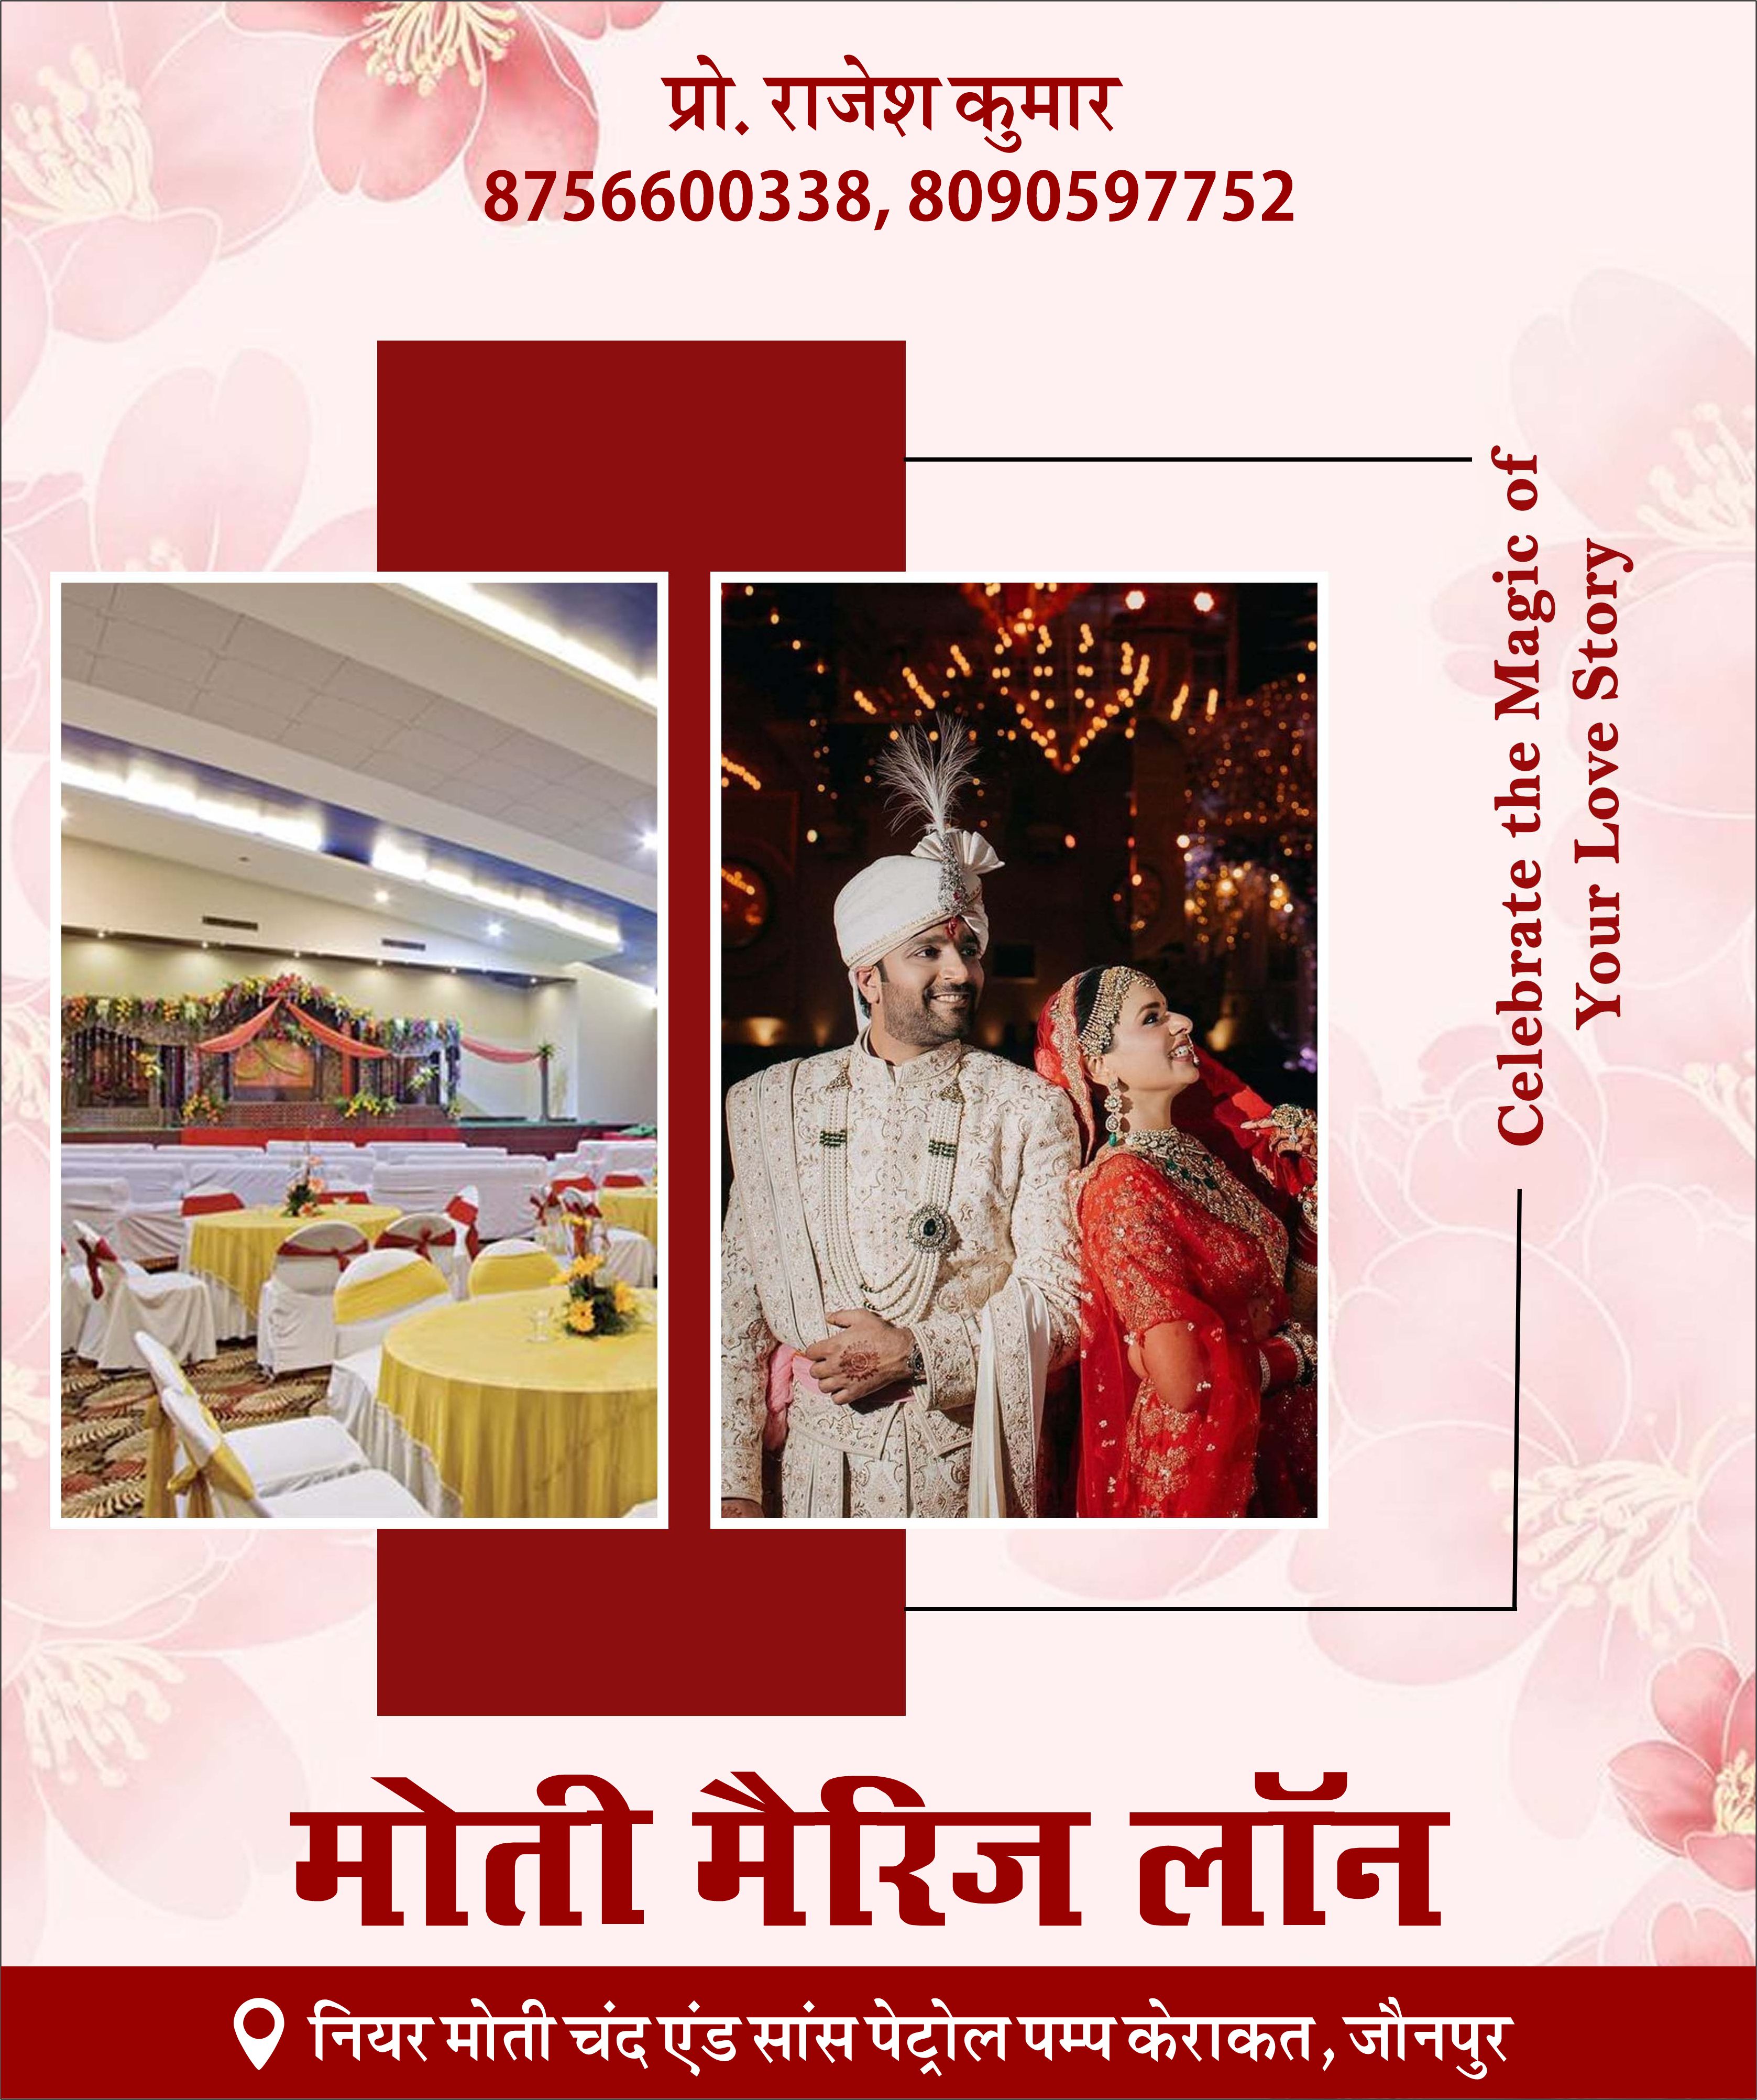 प्रो. राजेश कुमार
8756600338, 8090597752
Celebrate the Magic of
Your Love Story
मोती मैरिज लॉन
नियर मोती चंद एंड सांस पेट्रोल पम्प केराकत, जौनपुर